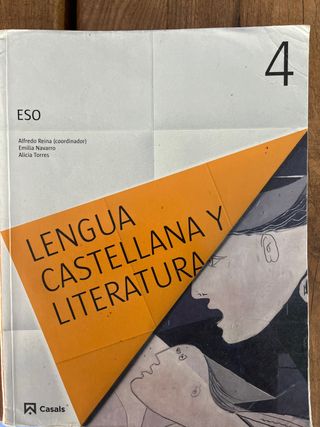 4
ESO
Alfredo Reina (coordinador)
Emilia Navarro
Alicia Torres
LENGUA
CASTELLANA Y
LITERATURA
Casals